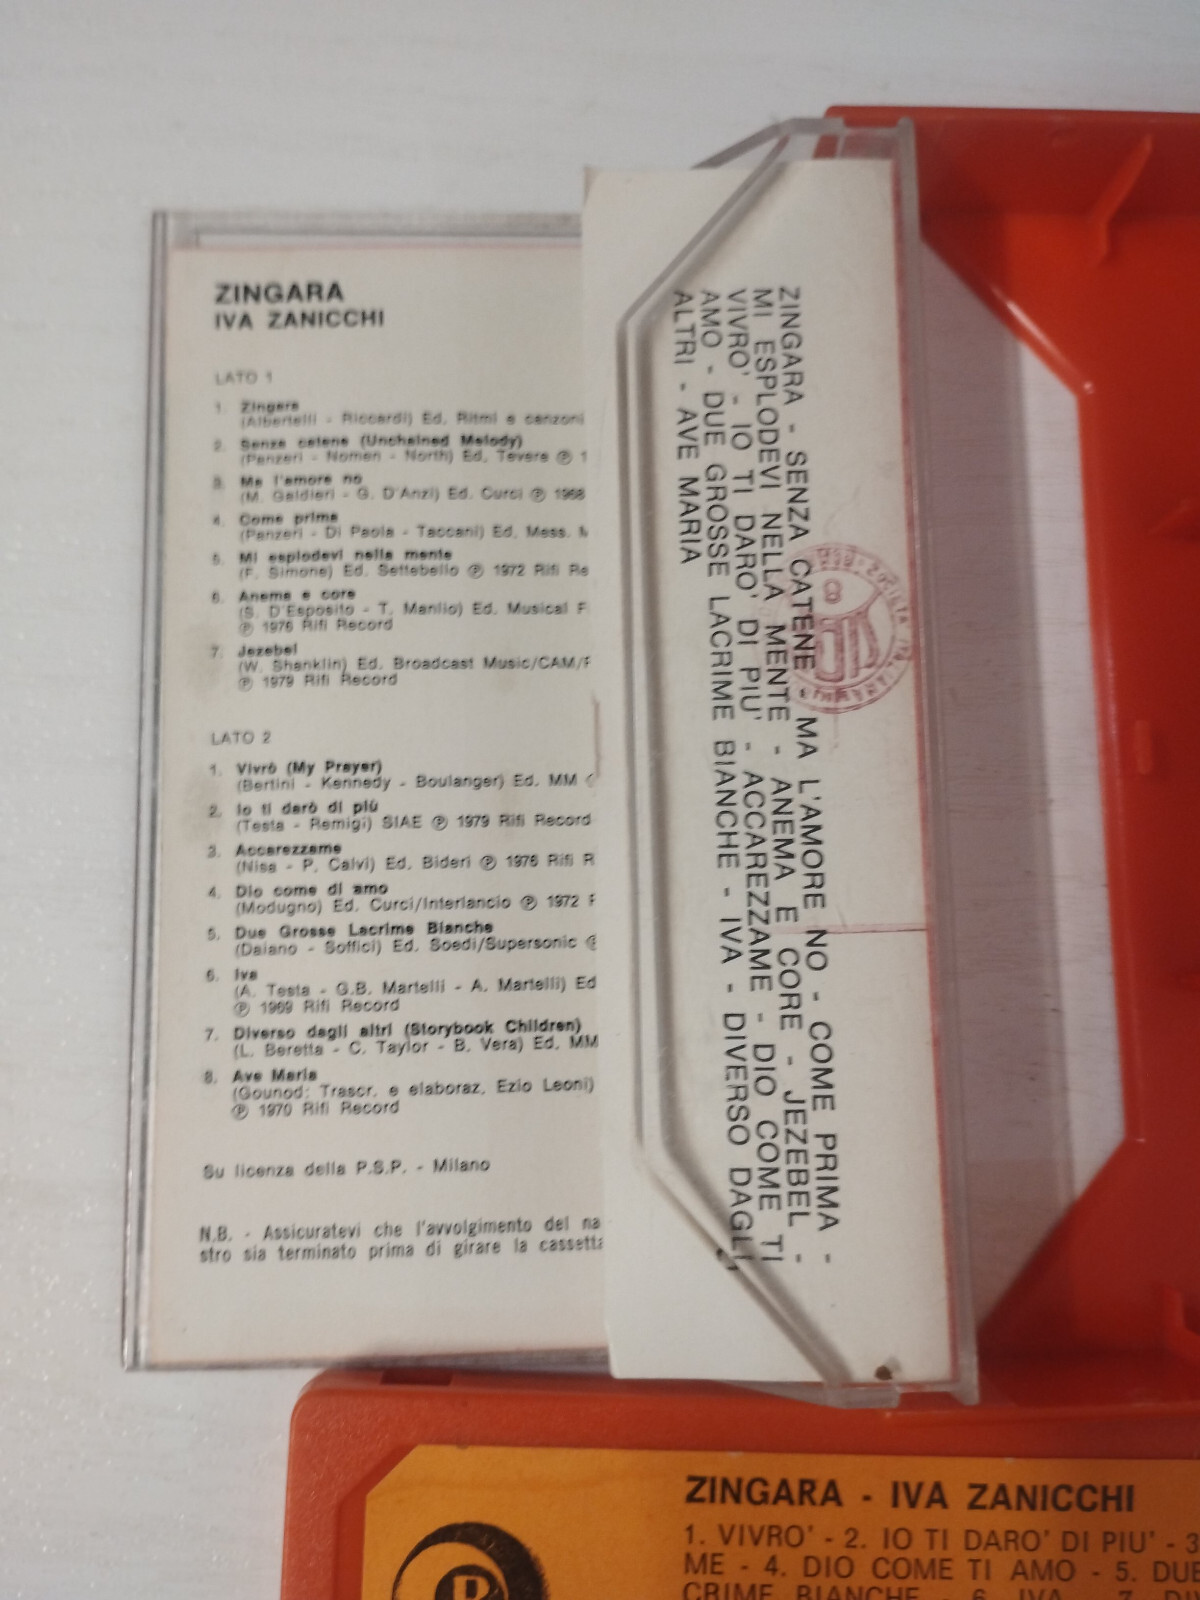 ZINGARA
IVA ZANICCHI
LATO 1
1. Zingara
(Albertelli - Riccardi) Ed. Ritmi e canzoni
2. Senza catene (Unchained Melody)
(Panzeri - Nomen - North) Ed. Tevere ℗ 1
3. Ma l'amore no
(M. Galdieri - G. D'Anzi) Ed. Curci ℗ 1968
4. Come prima
(Panzeri - Di Paola - Taccani) Ed. Mess. M
5. Mi esplodevi nella mente
(F. Simone) Ed. Settebello ℗ 1972 Rifi Re
6. Anema e core
(S. D'Esposito - T. Manlio) Ed. Musical F
℗ 1976 Rifi Record
7. Jezebel
(W. Shanklin) Ed. Broadcast Music/CAM/F
℗ 1979 Rifi Record
LATO 2
1. Vivrò (My Prayer)
(Bertini - Kennedy - Boulanger) Ed. MM
2. Io ti darò di più
(Testa - Remigi) SIAE ℗ 1979 Rifi Record
3. Accarezzame
(Nisa - P. Calvi) Ed. Bideri ℗ 1976 Rifi R
4. Dio come di amo
(Modugno) Ed. Curci/Interlancio ℗ 1972 F
5. Due Grosse Lacrime Bianche
(Daiano - Soffici) Ed. Soedi/Supersonic
6. Iva
(A. Testa - G.B. Martelli - A. Martelli) Ed
℗ 1969 Rifi Record
7. Diverso dagli altri (Storybook Children)
(L. Beretta - C. Taylor - B. Vera) Ed. MM
8. Ave Maria
(Gounod: Trascr. e elaboraz. Ezio Leoni)
℗ 1970 Rifi Record
Su licenza della P.S.P. - Milano
N.B. - Assicuratevi che l'avvolgimento del na
stro sia terminato prima di girare la cassetta
ZINGARA - SENZA CATENE - MA L'AMORE NO - COME PRIMA -
MI ESPLODEVI NELLA MENTE - ANEMA E CORE - JEZEBEL -
VIVRO' - IO TI DARO' DI PIU' - ACCAREZZAME - DIO COME TI
AMO - DUE GROSSE LACRIME BIANCHE - IVA - DIVERSO DAGLI
ALTRI - AVE MARIA
ZINGARA - IVA ZANICCHI
1. VIVRO' - 2. IO TI DARO' DI PIU' - 3
ME - 4. DIO COME TI AMO - 5. DUE
CRIME BIANCHE - 6. IVA - 7. DI